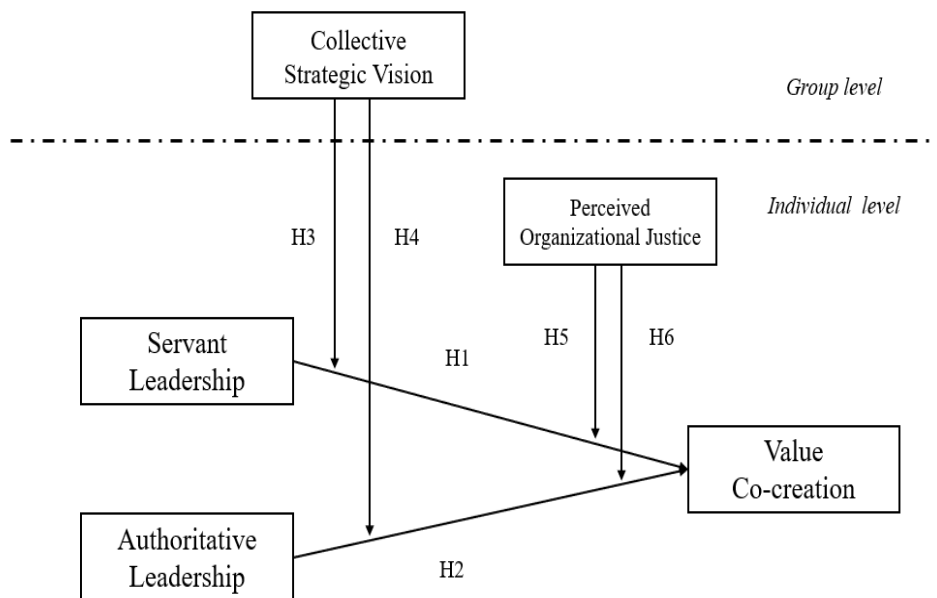 Collective
Strategic Vision
Group level
Perceived
Organizational Justice
Individual level
H3
H4
H5
H6
Servant
Leadership
H1
Value
Co-creation
Authoritative
Leadership
H2